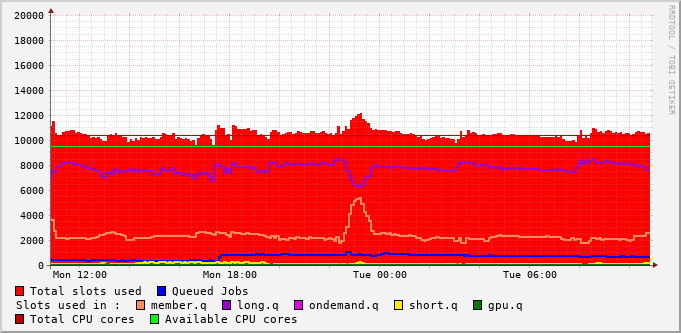 20000
18000
16000
14000
12000
10000
8000
6000
4000
2000
0
Mon 12:00 Mon 18:00 Tue 00:00 Tue 06:00
Total slots used Queued Jobs
Slots used in : member.q long.q ondemand.q short.q gpu.q
Total CPU cores Available CPU cores
RRDTOOL / TOBI OETIKER